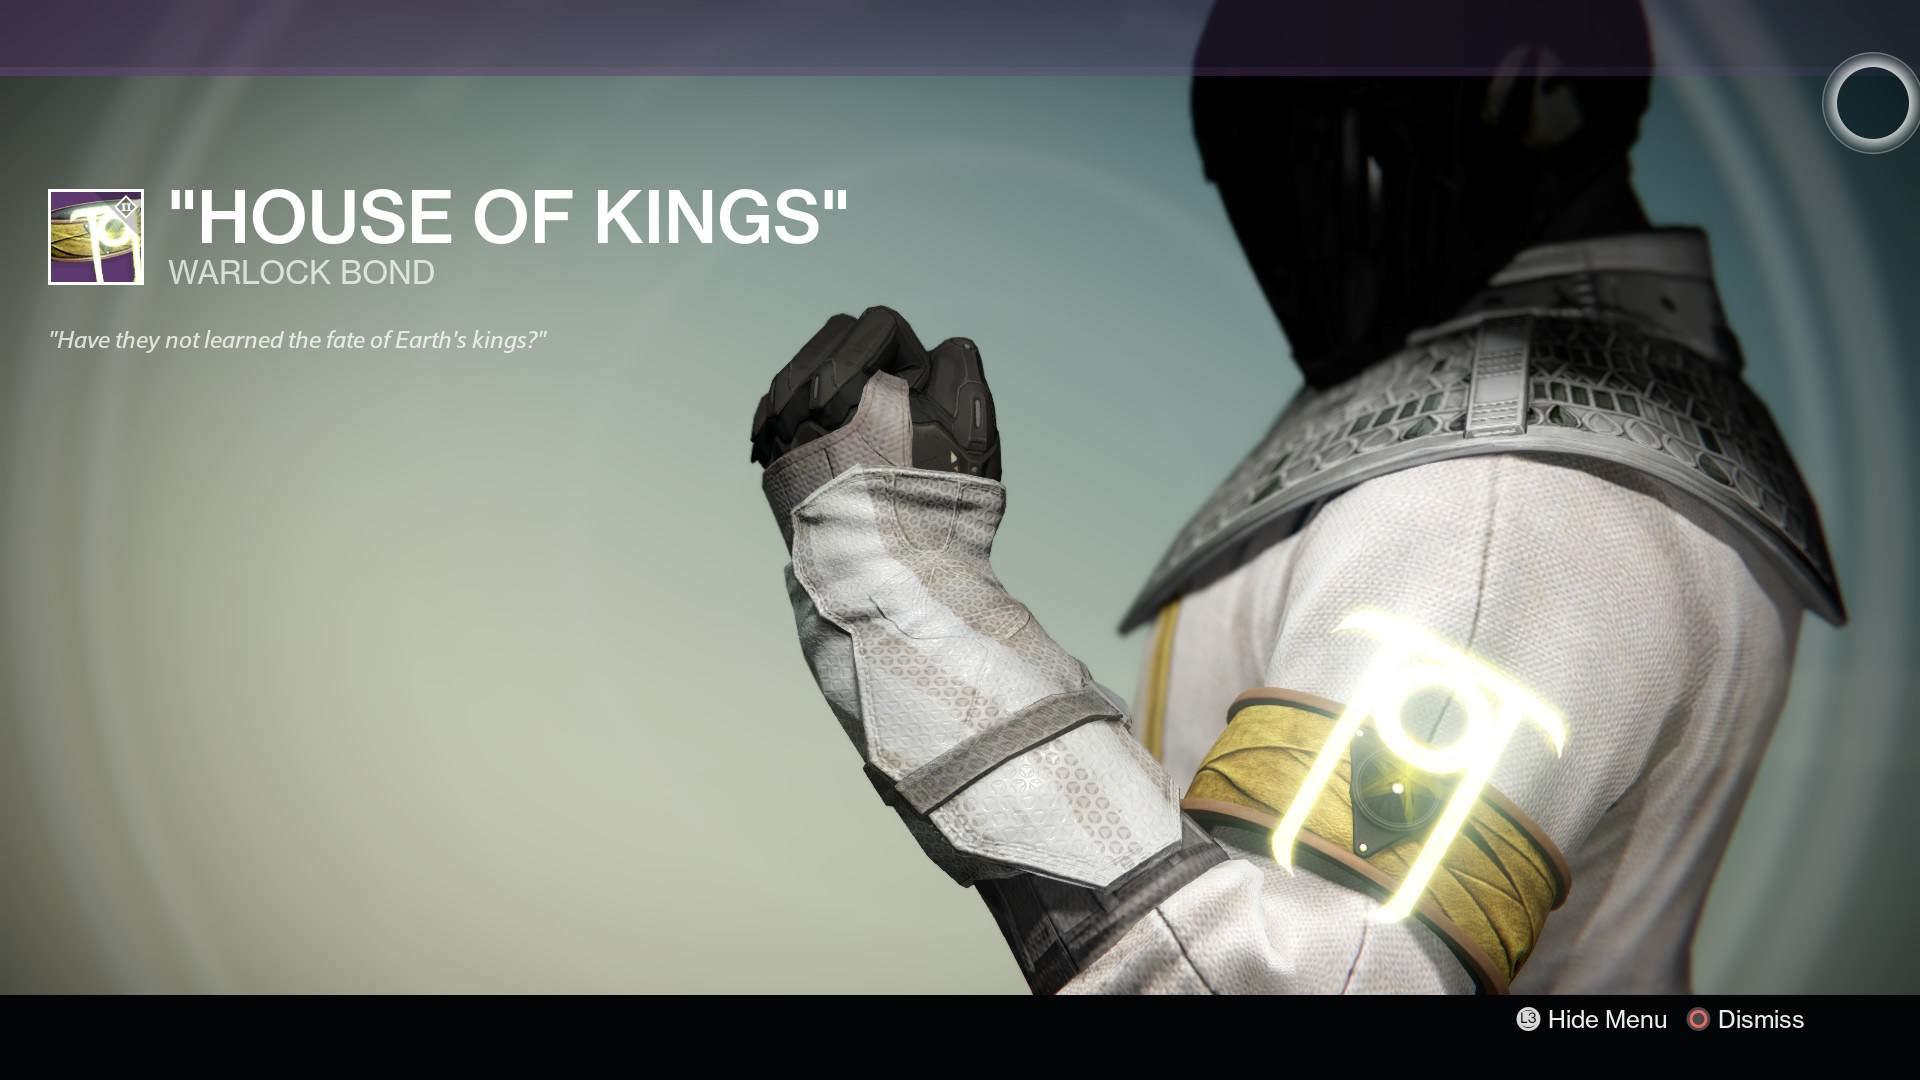 "HOUSE OF KINGS"
WARLOCK BOND
"Have they not learned the fate of Earth's kings?"
L3 Hide Menu Dismiss